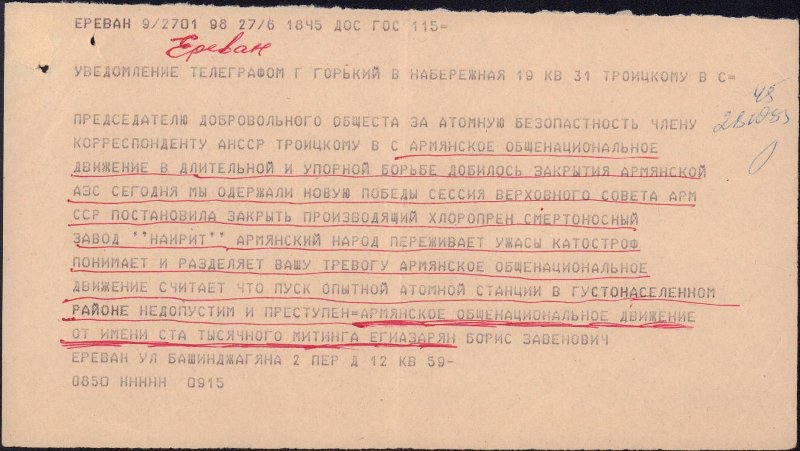 ЕРЕВАН 9/2701 98 27/6 1845 ДОС ГОС 115=
Ереван
УВЕДОМЛЕНИЕ ТЕЛЕГРАФОМ Г ГОРЬКИЙ В НАБЕРЕЖНАЯ 19 КВ 31 ТРОИЦКОМУ В С=
ПРЕДСЕДАТЕЛЮ ДОБРОВОЛЬНОГО ОБЩЕСТА ЗА АТОМНУЮ БЕЗОПАСТНОСТЬ ЧЛЕНУ
КОРРЕСПОНДЕНТУ АНССР ТРОИЦКОМУ В С АРМЯНСКОЕ ОБЩЕНАЦИОНАЛЬНОЕ
ДВИЖЕНИЕ В ДЛИТЕЛЬНОЙ И УПОРНОЙ БОРЬБЕ ДОБИЛОСЬ ЗАКРЫТИЯ АРМЯНСКОЙ
АЭС СЕГОДНЯ МЫ ОДЕРЖАЛИ НОВУЮ ПОБЕДЫ СЕССИЯ ВЕРХОВНОГО СОВЕТА АРМ
ССР ПОСТАНОВИЛА ЗАКРЫТЬ ПРОИЗВОДЯЩИЙ ХЛОРОПРЕН СМЕРТОНОСНЫЙ
ЗАВОД ''НАИРИТ'' АРМЯНСКИЙ НАРОД ПЕРЕЖИВАЕТ УЖАСЫ КАТОСТРОФ
ПОНИМАЕТ И РАЗДЕЛЯЕТ ВАШУ ТРЕВОГУ АРМЯНСКОЕ ОБЩЕНАЦИОНАЛЬНОЕ
ДВИЖЕНИЕ СЧИТАЕТ ЧТО ПУСК ОПЫТНОЙ АТОМНОЙ СТАНЦИИ В ГУСТОНАСЕЛЕННОМ
РАЙОНЕ НЕДОПУСТИМ И ПРЕСТУПЕН=АРМЯНСКОЕ ОБЩЕНАЦИОНАЛЬНОЕ ДВИЖЕНИЕ
ОТ ИМЕНИ СТА ТЫСЯЧНОГО МИТИНГА ЕГИАЗАРЯН БОРИС ЗАВЕНОВИЧ
ЕРЕВАН УЛ БАШИНДЖАГЯНА 2 ПЕР Д 12 КВ 59-
0850 ННННН 0915